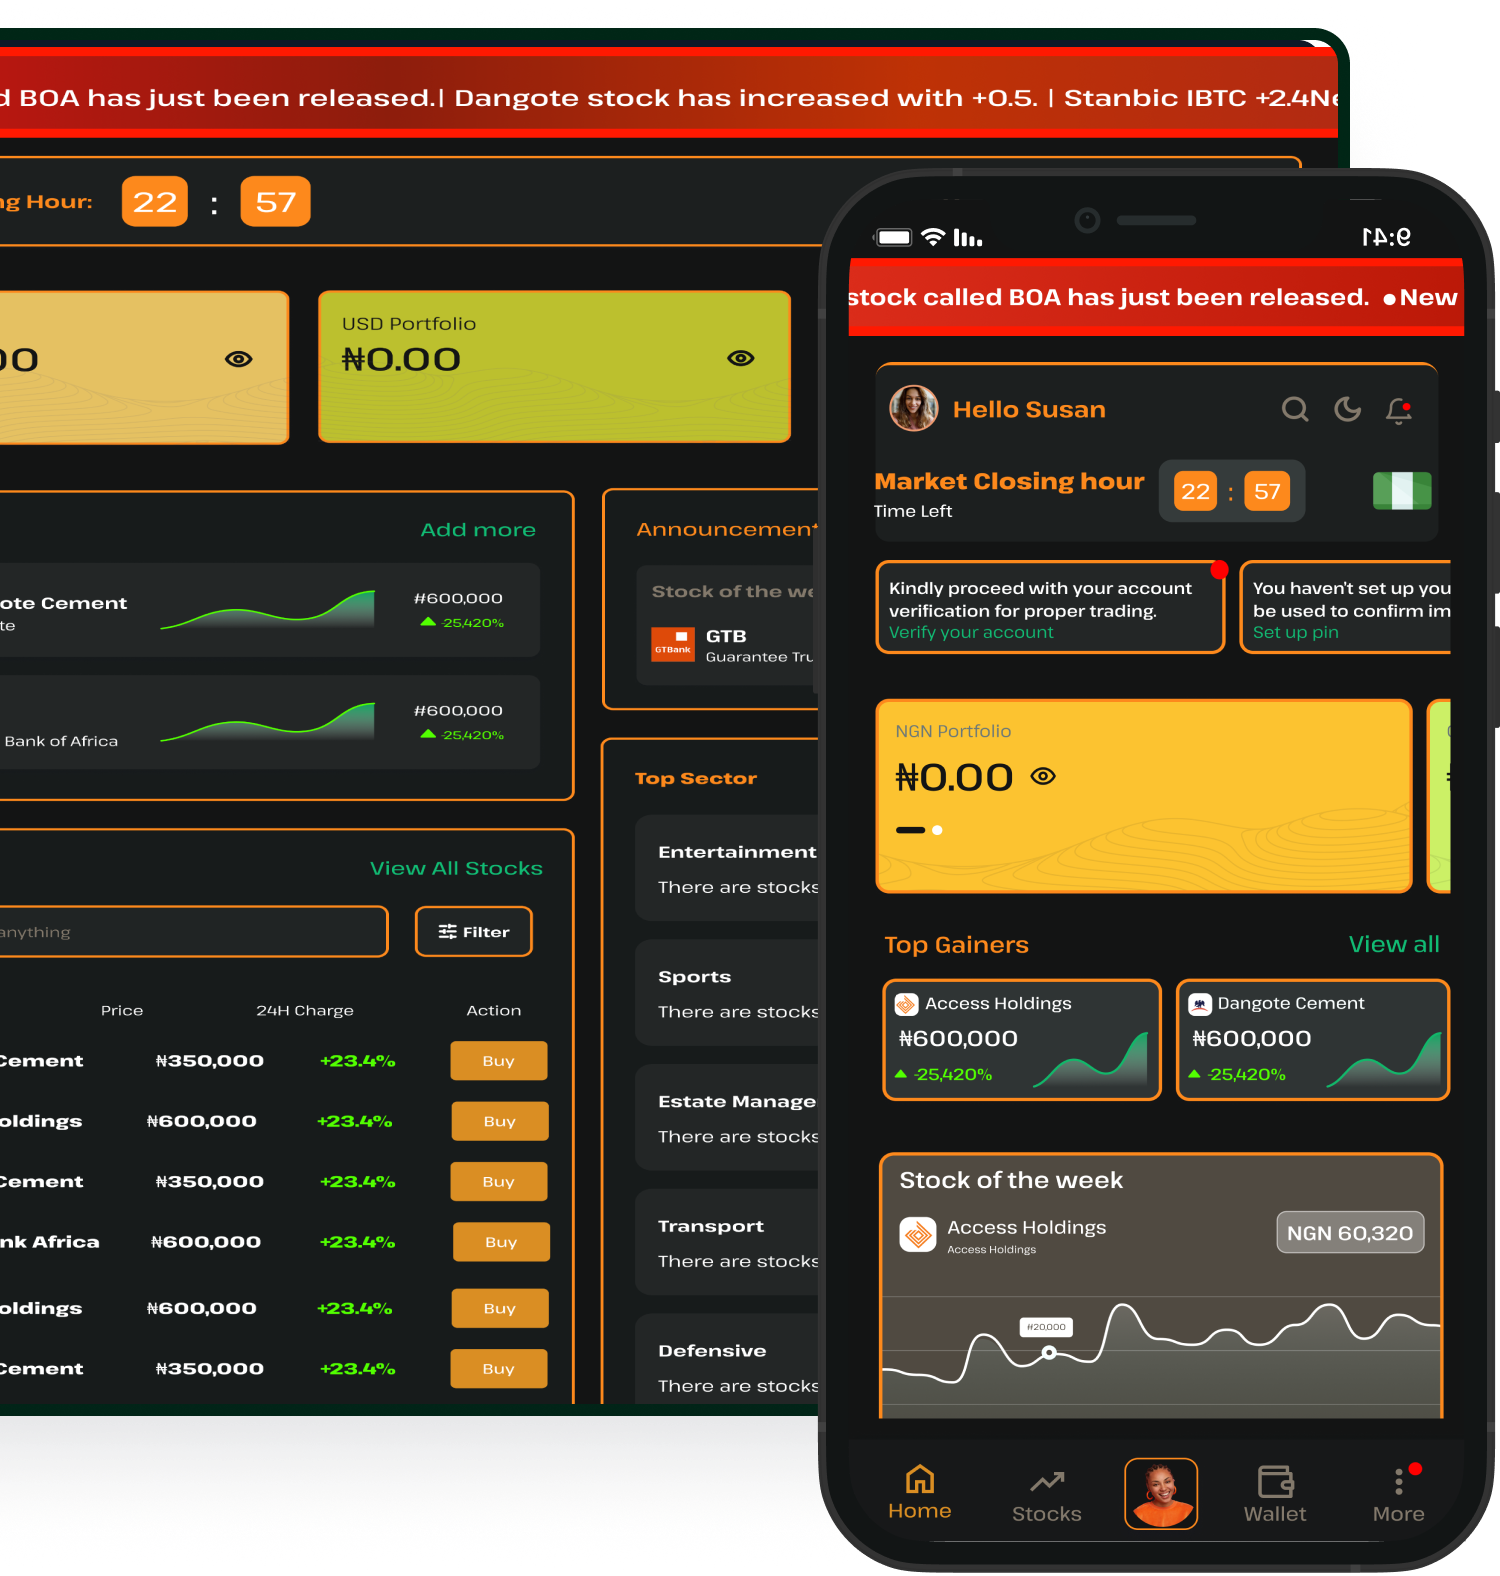 d BOA has just been released.| Dangote stock has increased with +0.5. | Stanbic IBTC +2.4Ne
ng Hour:
22 : 57
00
USD Portfolio
₦0.00
Add more
ote Cement
te
₦600,000
-25,420%
Bank of Africa
₦600,000
-25,420%
View All Stocks
anything
Filter
Price 24H Charge Action
Cement ₦350,000 +23.4% Buy
oldings ₦600,000 +23.4% Buy
Cement ₦350,000 +23.4% Buy
nk Africa ₦600,000 +23.4% Buy
oldings ₦600,000 +23.4% Buy
Cement ₦350,000 +23.4% Buy
Announcement
Stock of the we
GTBank
GTB
Guarantee Tru
Top Sector
Entertainment
There are stocks
Sports
There are stocks
Estate Manage
There are stocks
Transport
There are stocks
Defensive
There are stocks
9:41
stock called BOA has just been released. ●New
Hello Susan
Market Closing hour
Time Left
22 : 57
Kindly proceed with your account
verification for proper trading.
Verify your account
You haven't set up you
be used to confirm im
Set up pin
NGN Portfolio
₦0.00
Top Gainers
View all
Access Holdings
₦600,000
-25,420%
Dangote Cement
₦600,000
-25,420%
Stock of the week
Access Holdings
Access Holdings
NGN 60,320
₦20,000
Home
Stocks
Wallet
More